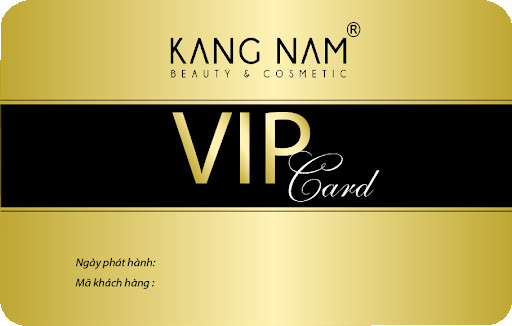 KANG NAM®
BEAUTY & COSMETIC
VIP
Card
Ngày phát hành:
Mã khách hàng :